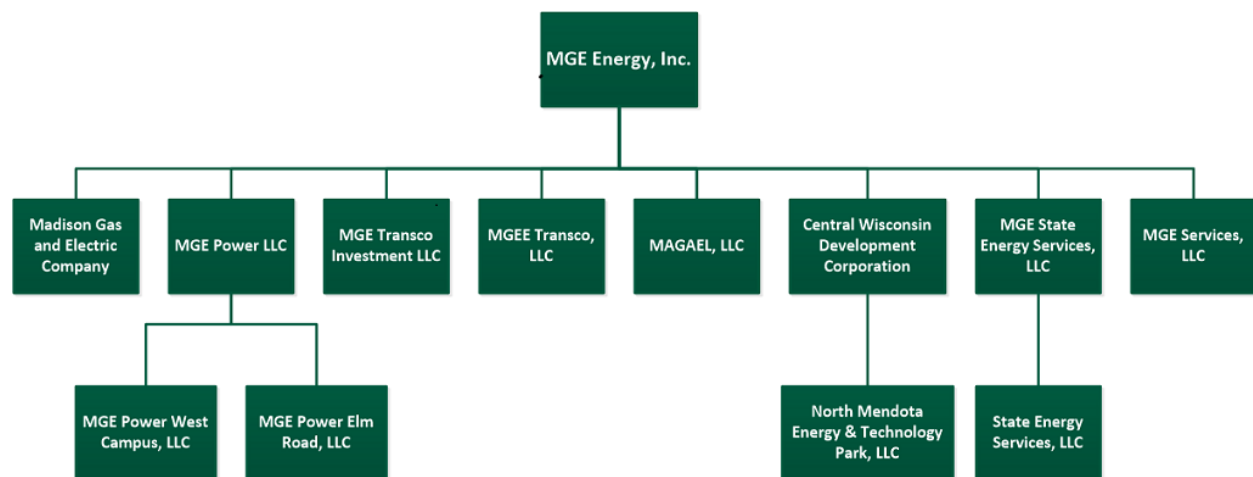 MGE Energy, Inc.
Madison Gas
and Electric
Company
MGE Power LLC
MGE Transco
Investment LLC
MGEE Transco,
LLC
MAGAEL, LLC
Central Wisconsin
Development
Corporation
MGE State
Energy Services,
LLC
MGE Services,
LLC
MGE Power West
Campus, LLC
MGE Power Elm
Road, LLC
North Mendota
Energy & Technology
Park, LLC
State Energy
Services, LLC